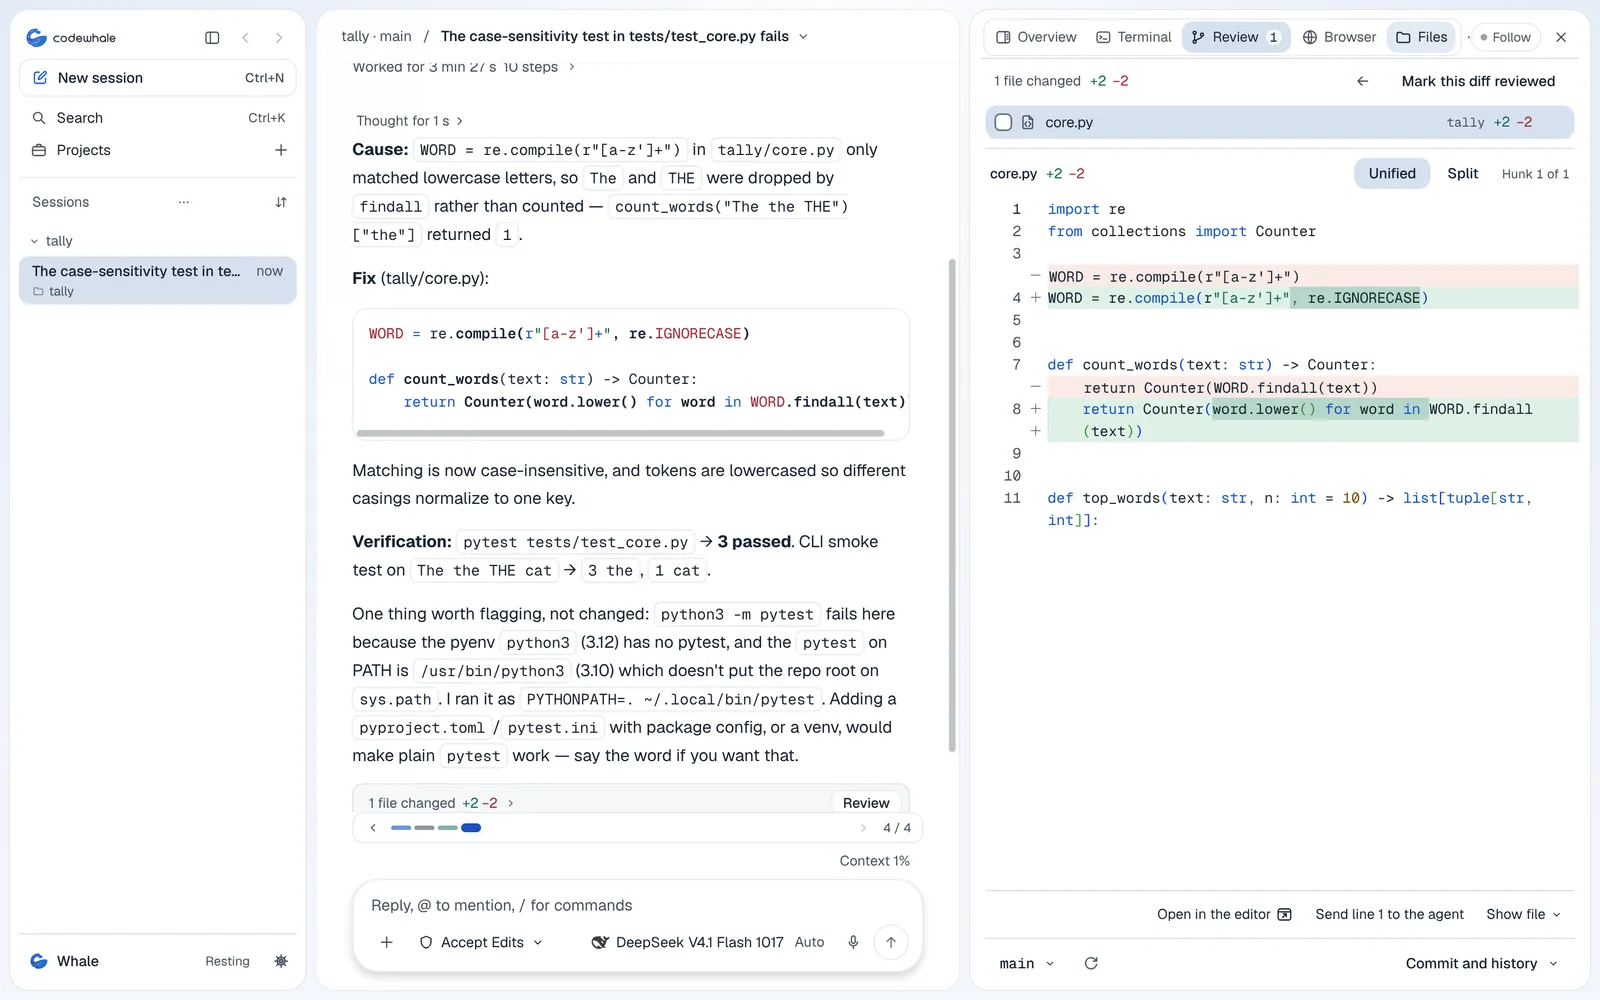 codewhale
New session Ctrl+N
Search Ctrl+K
Projects
Sessions
tally
The case-sensitivity test in te... now
tally
Whale Resting
tally · main / The case-sensitivity test in tests/test_core.py fails
Worked for 3 min 27 s 10 steps
Thought for 1 s
Cause: WORD = re.compile(r"[a-z']+") in tally/core.py only
matched lowercase letters, so The and THE were dropped by
findall rather than counted — count_words("The the THE")
["the"] returned 1.
Fix (tally/core.py):
WORD = re.compile(r"[a-z']+", re.IGNORECASE)
def count_words(text: str) -> Counter:
return Counter(word.lower() for word in WORD.findall(text)
Matching is now case-insensitive, and tokens are lowercased so different
casings normalize to one key.
Verification: pytest tests/test_core.py → 3 passed. CLI smoke
test on The the THE cat → 3 the, 1 cat.
One thing worth flagging, not changed: python3 -m pytest fails here
because the pyenv python3 (3.12) has no pytest, and the pytest on
PATH is /usr/bin/python3 (3.10) which doesn't put the repo root on
sys.path. I ran it as PYTHONPATH=. ~/.local/bin/pytest. Adding a
pyproject.toml / pytest.ini with package config, or a venv, would
make plain pytest work — say the word if you want that.
1 file changed +2 −2 Review
4 / 4
Context 1%
Reply, @ to mention, / for commands
Accept Edits DeepSeek V4.1 Flash 1017 Auto
Overview Terminal Review 1 Browser Files Follow
1 file changed +2 −2 Mark this diff reviewed
core.py tally +2 −2
core.py +2 −2 Unified Split Hunk 1 of 1
1 import re
2 from collections import Counter
3
− WORD = re.compile(r"[a-z']+")
4 + WORD = re.compile(r"[a-z']+", re.IGNORECASE)
5
6
7 def count_words(text: str) -> Counter:
− return Counter(WORD.findall(text))
8 + return Counter(word.lower() for word in WORD.findall
+ (text))
9
10
11 def top_words(text: str, n: int = 10) -> list[tuple[str,
int]]:
Open in the editor Send line 1 to the agent Show file
main Commit and history